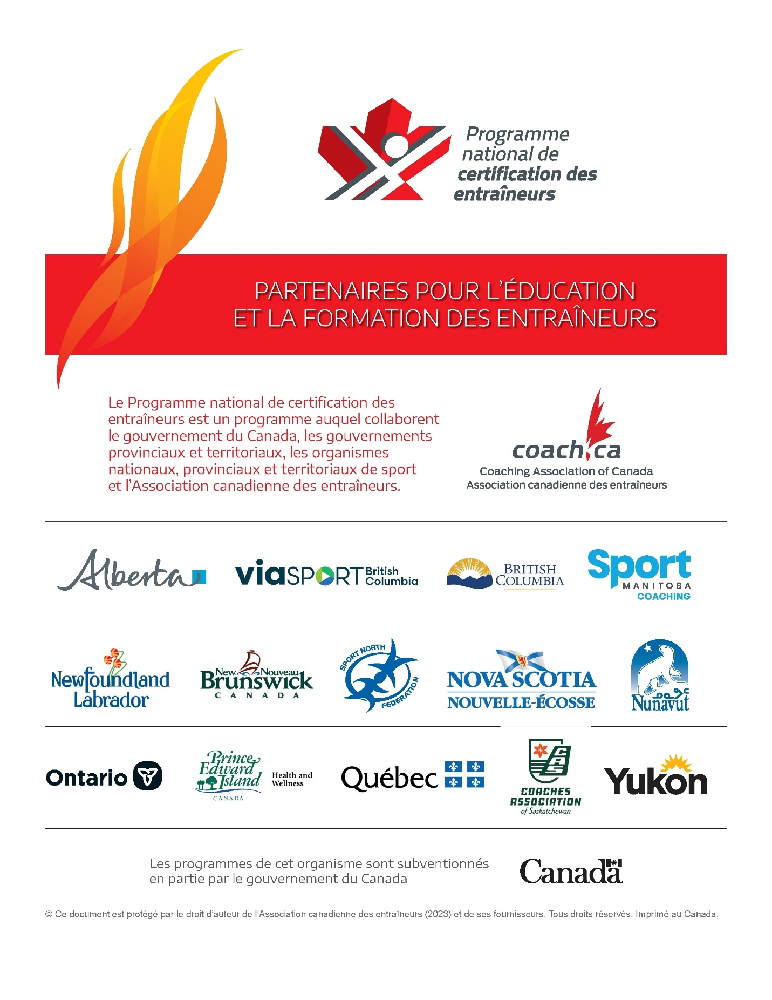 Programme
national de
certification des
entraîneurs
PARTENAIRES POUR L'ÉDUCATION
ET LA FORMATION DES ENTRAÎNEURS
Le Programme national de certification des
entraîneurs est un programme auquel collaborent
le gouvernement du Canada, les gouvernements
provinciaux et territoriaux, les organismes
nationaux, provinciaux et territoriaux de sport
et l'Association canadienne des entraîneurs.
coach.ca
Coaching Association of Canada
Association canadienne des entraîneurs
Alberta
viaSPORT British
Columbia
BRITISH
COLUMBIA
Sport
MANITOBA
COACHING
Newfoundland
Labrador
New Nouveau
Brunswick
CANADA
SPORT NORTH
FEDERATION
NOVA SCOTIA
NOUVELLE-ÉCOSSE
ᓄᓇᕗᑦ
Nunavut
Ontario
Prince
Edward
Island
CANADA
Health and
Wellness
Québec
CAS
COACHES
ASSOCIATION
of Saskatchewan
Yukon
Les programmes de cet organisme sont subventionnés
en partie par le gouvernement du Canada
Canada
© Ce document est protégé par le droit d'auteur de l'Association canadienne des entraîneurs (2023) et de ses fournisseurs. Tous droits réservés. Imprimé au Canada.